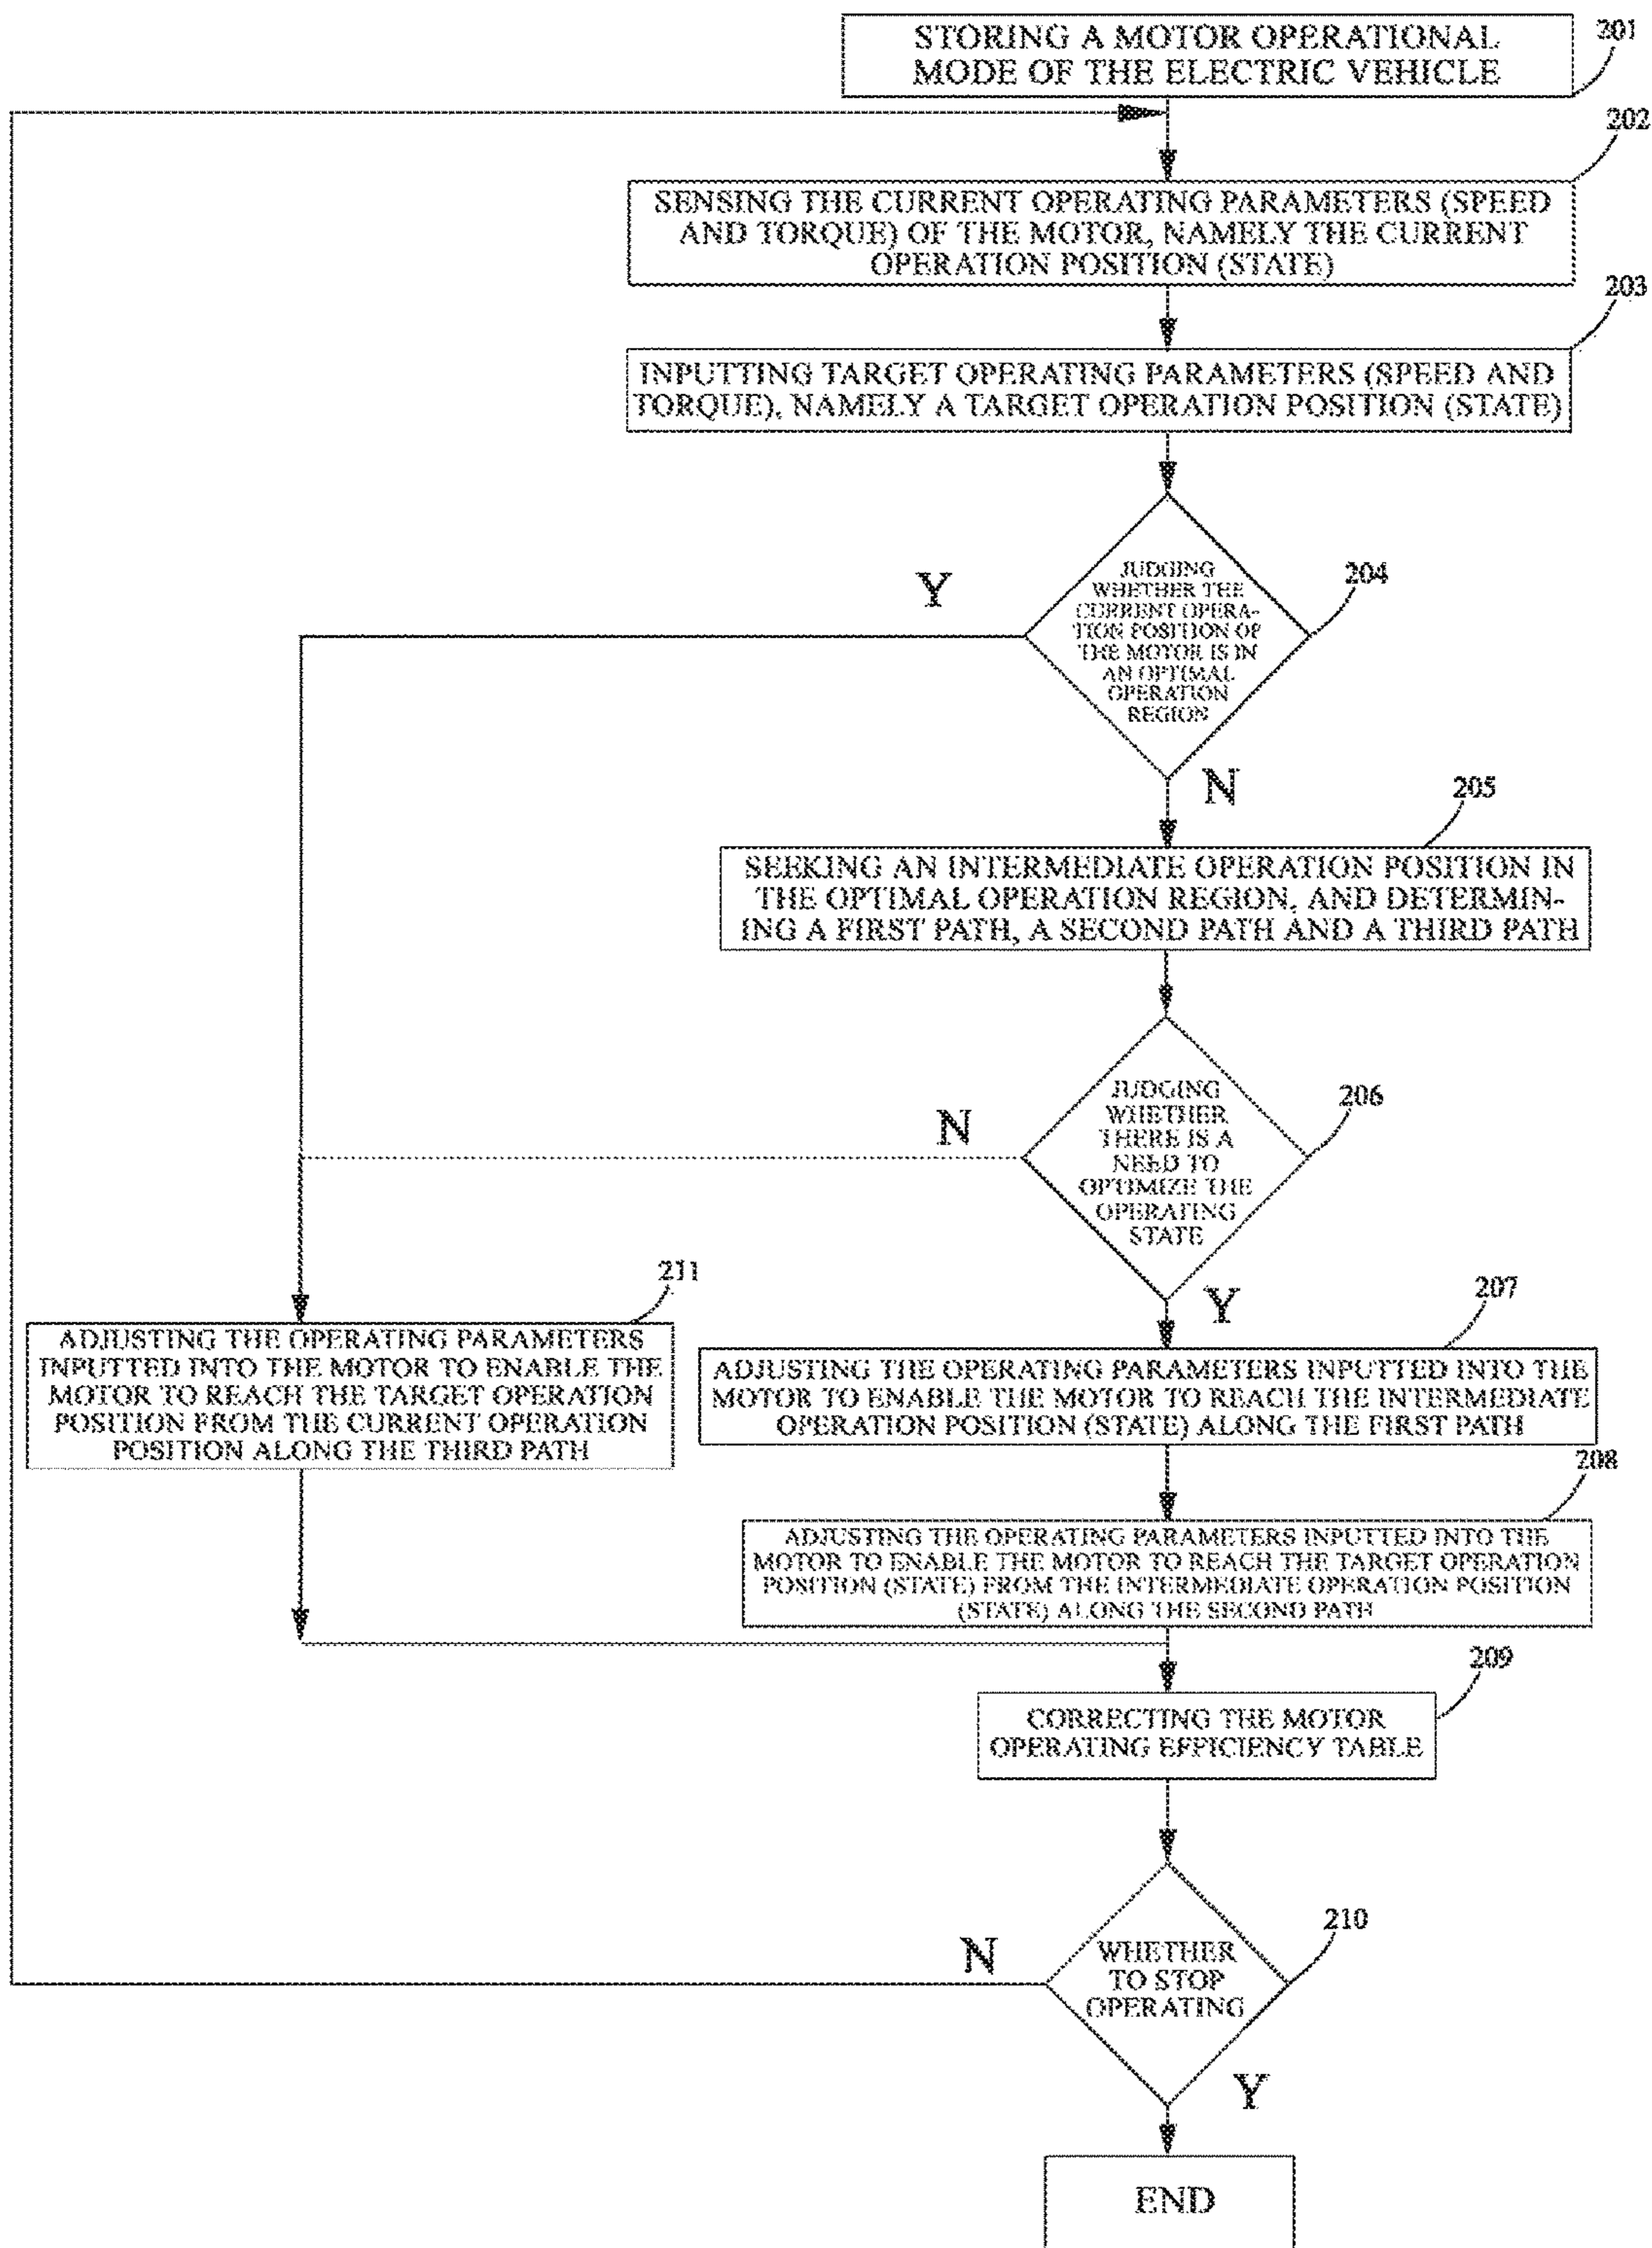 STORING A MOTOR OPERATIONAL
MODE OF THE ELECTRIC VEHICLE
201
202
SENSING THE CURRENT OPERATING PARAMETERS (SPEED
AND TORQUE) OF THE MOTOR, NAMELY THE CURRENT
OPERATION POSITION (STATE)
203
INPUTTING TARGET OPERATING PARAMETERS (SPEED AND
TORQUE), NAMELY A TARGET OPERATION POSITION (STATE)
Y
JUDGING
WHETHER THE
CURRENT OPERA-
TION POSITION OF
THE MOTOR IS IN
AN OPTIMAL
OPERATION
REGION
204
N
205
SEEKING AN INTERMEDIATE OPERATION POSITION IN
THE OPTIMAL OPERATION REGION, AND DETERMIN-
ING A FIRST PATH, A SECOND PATH AND A THIRD PATH
N
JUDGING
WHETHER
THERE IS A
NEED TO
OPTIMIZE THE
OPERATING
STATE
206
Y
211
ADJUSTING THE OPERATING PARAMETERS
INPUTTED INTO THE MOTOR TO ENABLE THE
MOTOR TO REACH THE TARGET OPERATION
POSITION FROM THE CURRENT OPERATION
POSITION ALONG THE THIRD PATH
207
ADJUSTING THE OPERATING PARAMETERS INPUTTED INTO THE
MOTOR TO ENABLE THE MOTOR TO REACH THE INTERMEDIATE
OPERATION POSITION (STATE) ALONG THE FIRST PATH
208
ADJUSTING THE OPERATING PARAMETERS INPUTTED INTO THE
MOTOR TO ENABLE THE MOTOR TO REACH THE TARGET OPERATION
POSITION (STATE) FROM THE INTERMEDIATE OPERATION POSITION
(STATE) ALONG THE SECOND PATH
209
CORRECTING THE MOTOR
OPERATING EFFICIENCY TABLE
N
WHETHER
TO STOP
OPERATING
210
Y
END